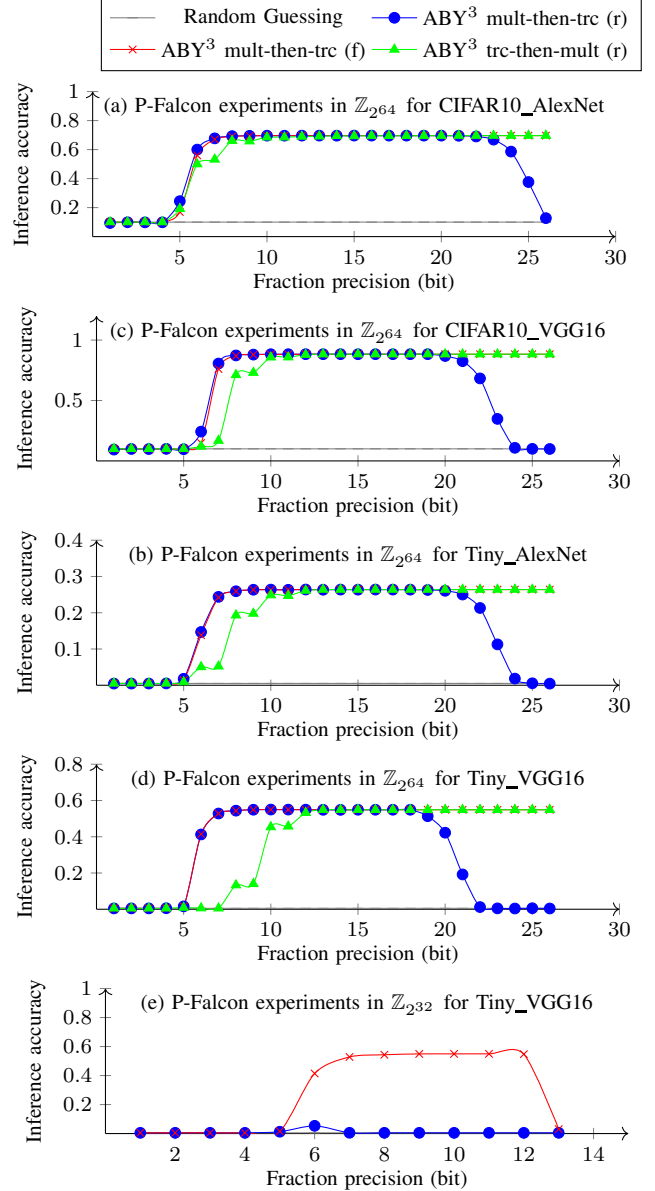 Random Guessing ABY³ mult-then-trc (r)
ABY³ mult-then-trc (f) ABY³ trc-then-mult (r)
(a) P-Falcon experiments in ℤ_{2^{64}} for CIFAR10_AlexNet
Inference accuracy
1
0.8
0.6
0.4
0.2
5 10 15 20 25 30
Fraction precision (bit)
(c) P-Falcon experiments in ℤ_{2^{64}} for CIFAR10_VGG16
Inference accuracy
1
0.5
5 10 15 20 25 30
Fraction precision (bit)
(b) P-Falcon experiments in ℤ_{2^{64}} for Tiny_AlexNet
Inference accuracy
0.4
0.3
0.2
0.1
5 10 15 20 25 30
Fraction precision (bit)
(d) P-Falcon experiments in ℤ_{2^{64}} for Tiny_VGG16
Inference accuracy
0.8
0.6
0.4
0.2
5 10 15 20 25 30
Fraction precision (bit)
(e) P-Falcon experiments in ℤ_{2^{32}} for Tiny_VGG16
Inference accuracy
1
0.8
0.6
0.4
0.2
2 4 6 8 10 12 14
Fraction precision (bit)